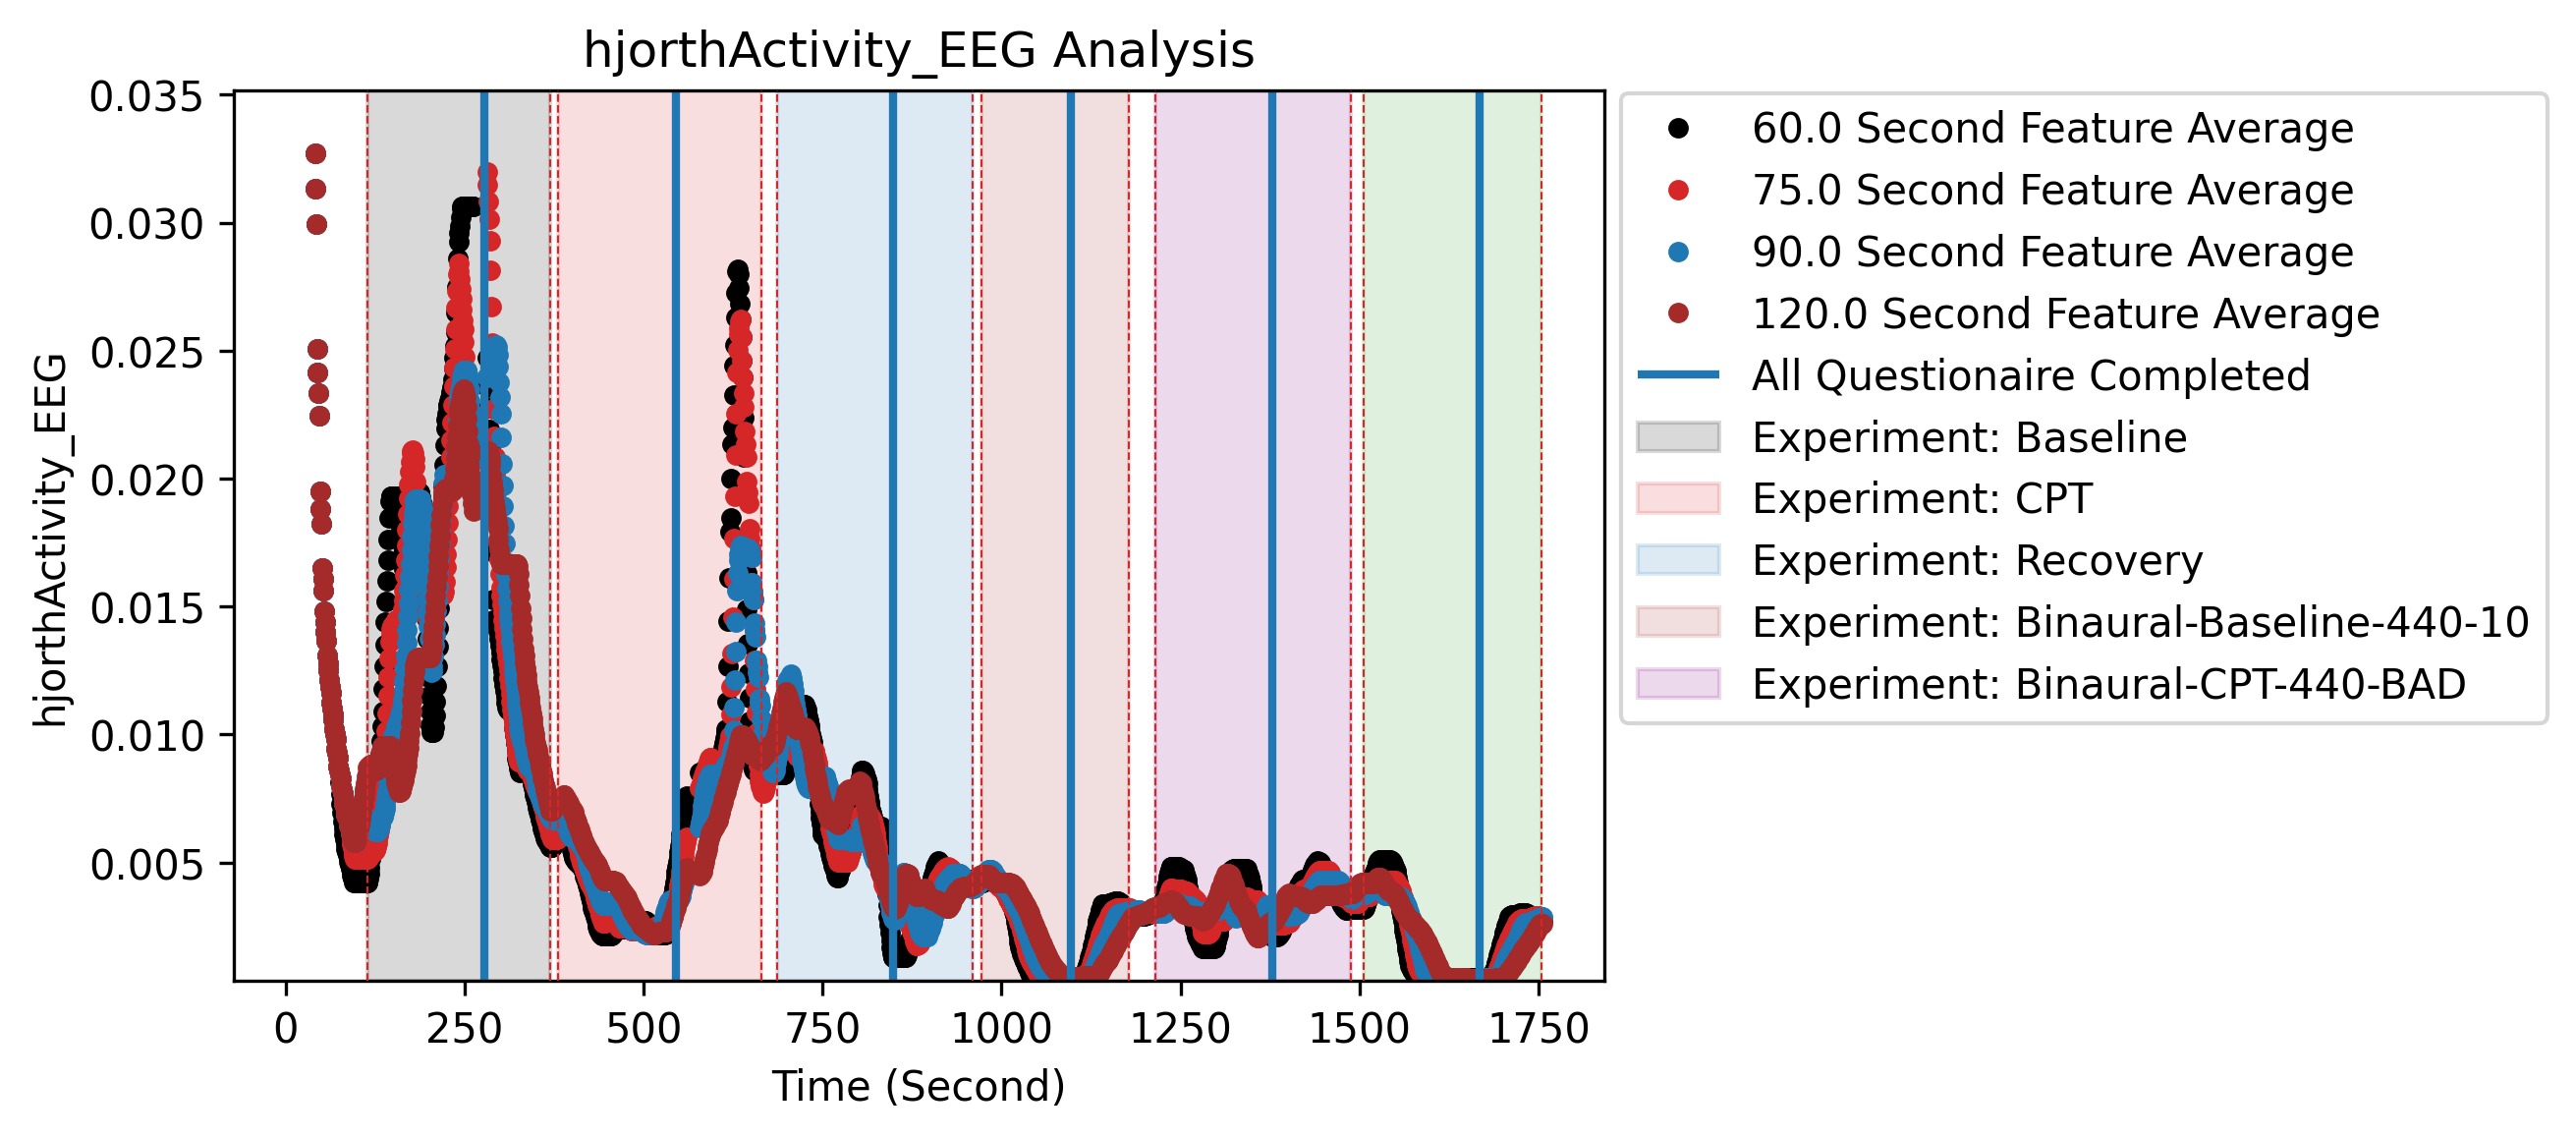 hjorthActivity_EEG Analysis
0.035
0.030
0.025
0.020
0.015
0.010
0.005
hjorthActivity_EEG
0
250
500
750
1000
1250
1500
1750
Time (Second)
60.0 Second Feature Average
75.0 Second Feature Average
90.0 Second Feature Average
120.0 Second Feature Average
All Questionaire Completed
Experiment: Baseline
Experiment: CPT
Experiment: Recovery
Experiment: Binaural-Baseline-440-10
Experiment: Binaural-CPT-440-BAD